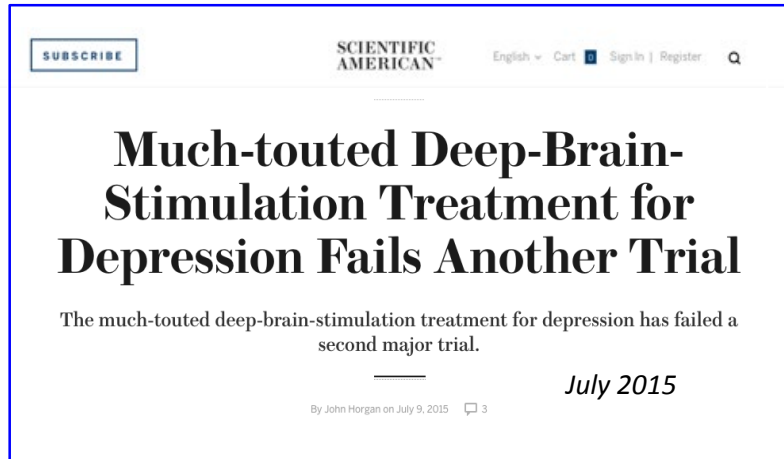 SUBSCRIBE
SCIENTIFIC
AMERICAN™
English Cart 0 Sign In | Register
Much-touted Deep-Brain-
Stimulation Treatment for
Depression Fails Another Trial
The much-touted deep-brain-stimulation treatment for depression has failed a
second major trial.
July 2015
By John Horgan on July 9, 2015 3